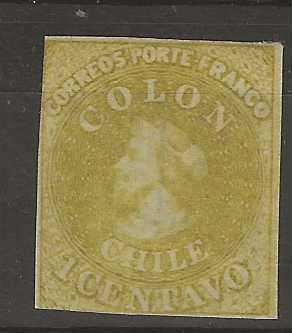 CORREOS PORTE FRANCO
COLON
CHILE
1 CENTAVO